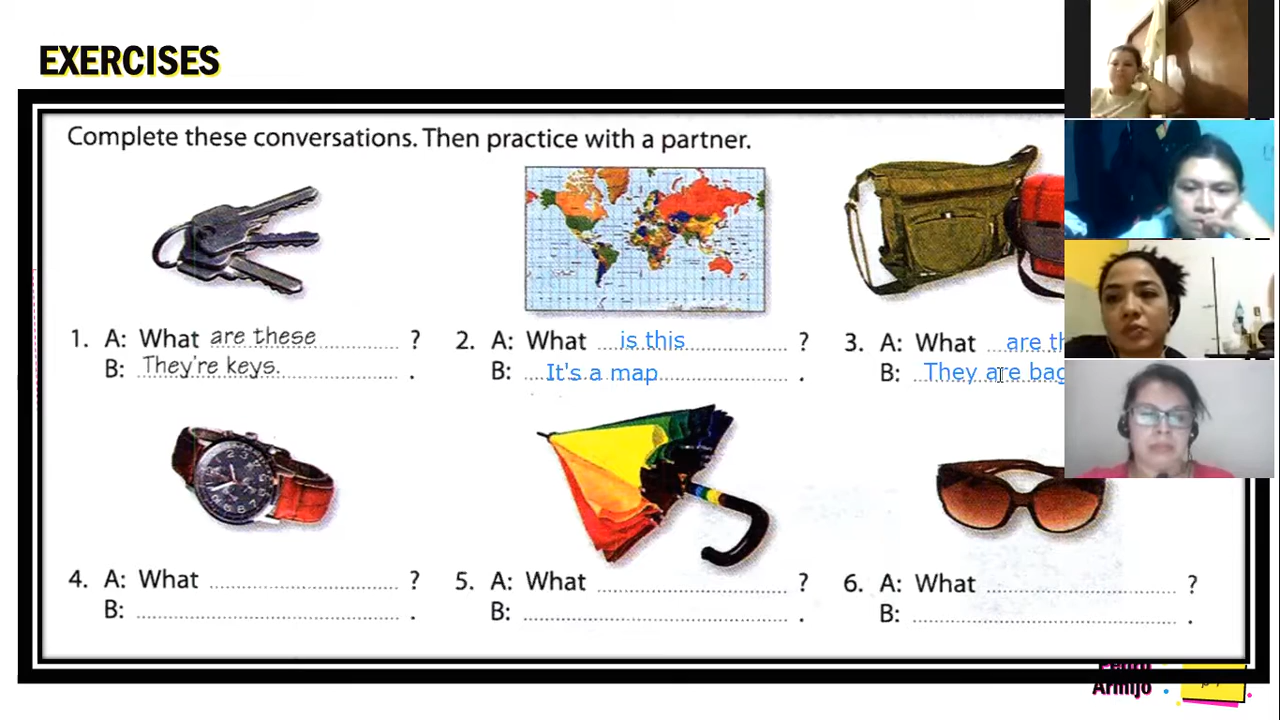 EXERCISES
Complete these conversations. Then practice with a partner.
1. A: What are these ?
B: They're keys. .
2. A: What is this ?
B: It's a map .
3. A: What are th
B: They are bag
4. A: What ?
B: .
5. A: What ?
B: .
6. A: What ?
B: .
Armijo